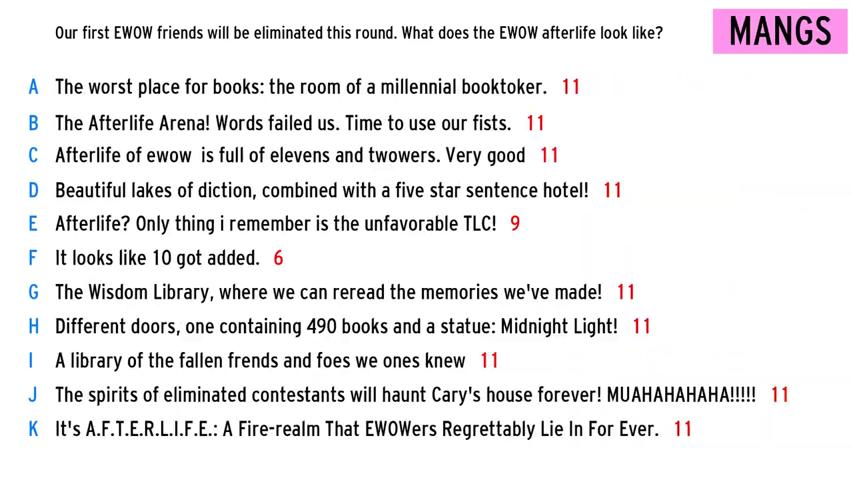 Our first EWOW friends will be eliminated this round. What does the EWOW afterlife look like?
MANGS
A The worst place for books: the room of a millennial booktoker. 11
B The Afterlife Arena! Words failed us. Time to use our fists. 11
C Afterlife of ewow is full of elevens and twowers. Very good 11
D Beautiful lakes of diction, combined with a five star sentence hotel! 11
E Afterlife? Only thing i remember is the unfavorable TLC! 9
F It looks like 10 got added. 6
G The Wisdom Library, where we can reread the memories we've made! 11
H Different doors, one containing 490 books and a statue: Midnight Light! 11
I A library of the fallen frends and foes we ones knew 11
J The spirits of eliminated contestants will haunt Cary's house forever! MUAHAHAHAHA!!!!! 11
K It's A.F.T.E.R.L.I.F.E.: A Fire-realm That EWOWers Regrettably Lie In For Ever. 11